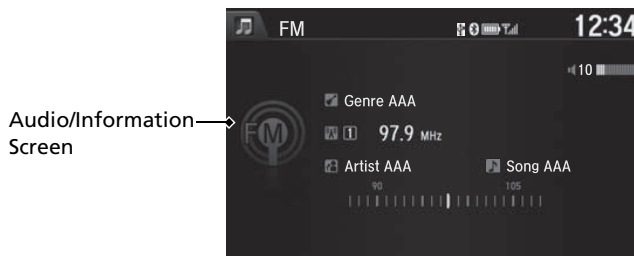 FM
12:34
10
Audio/Information
Screen
FM
Genre AAA
1 97.9 MHz
Artist AAA
Song AAA
90 105